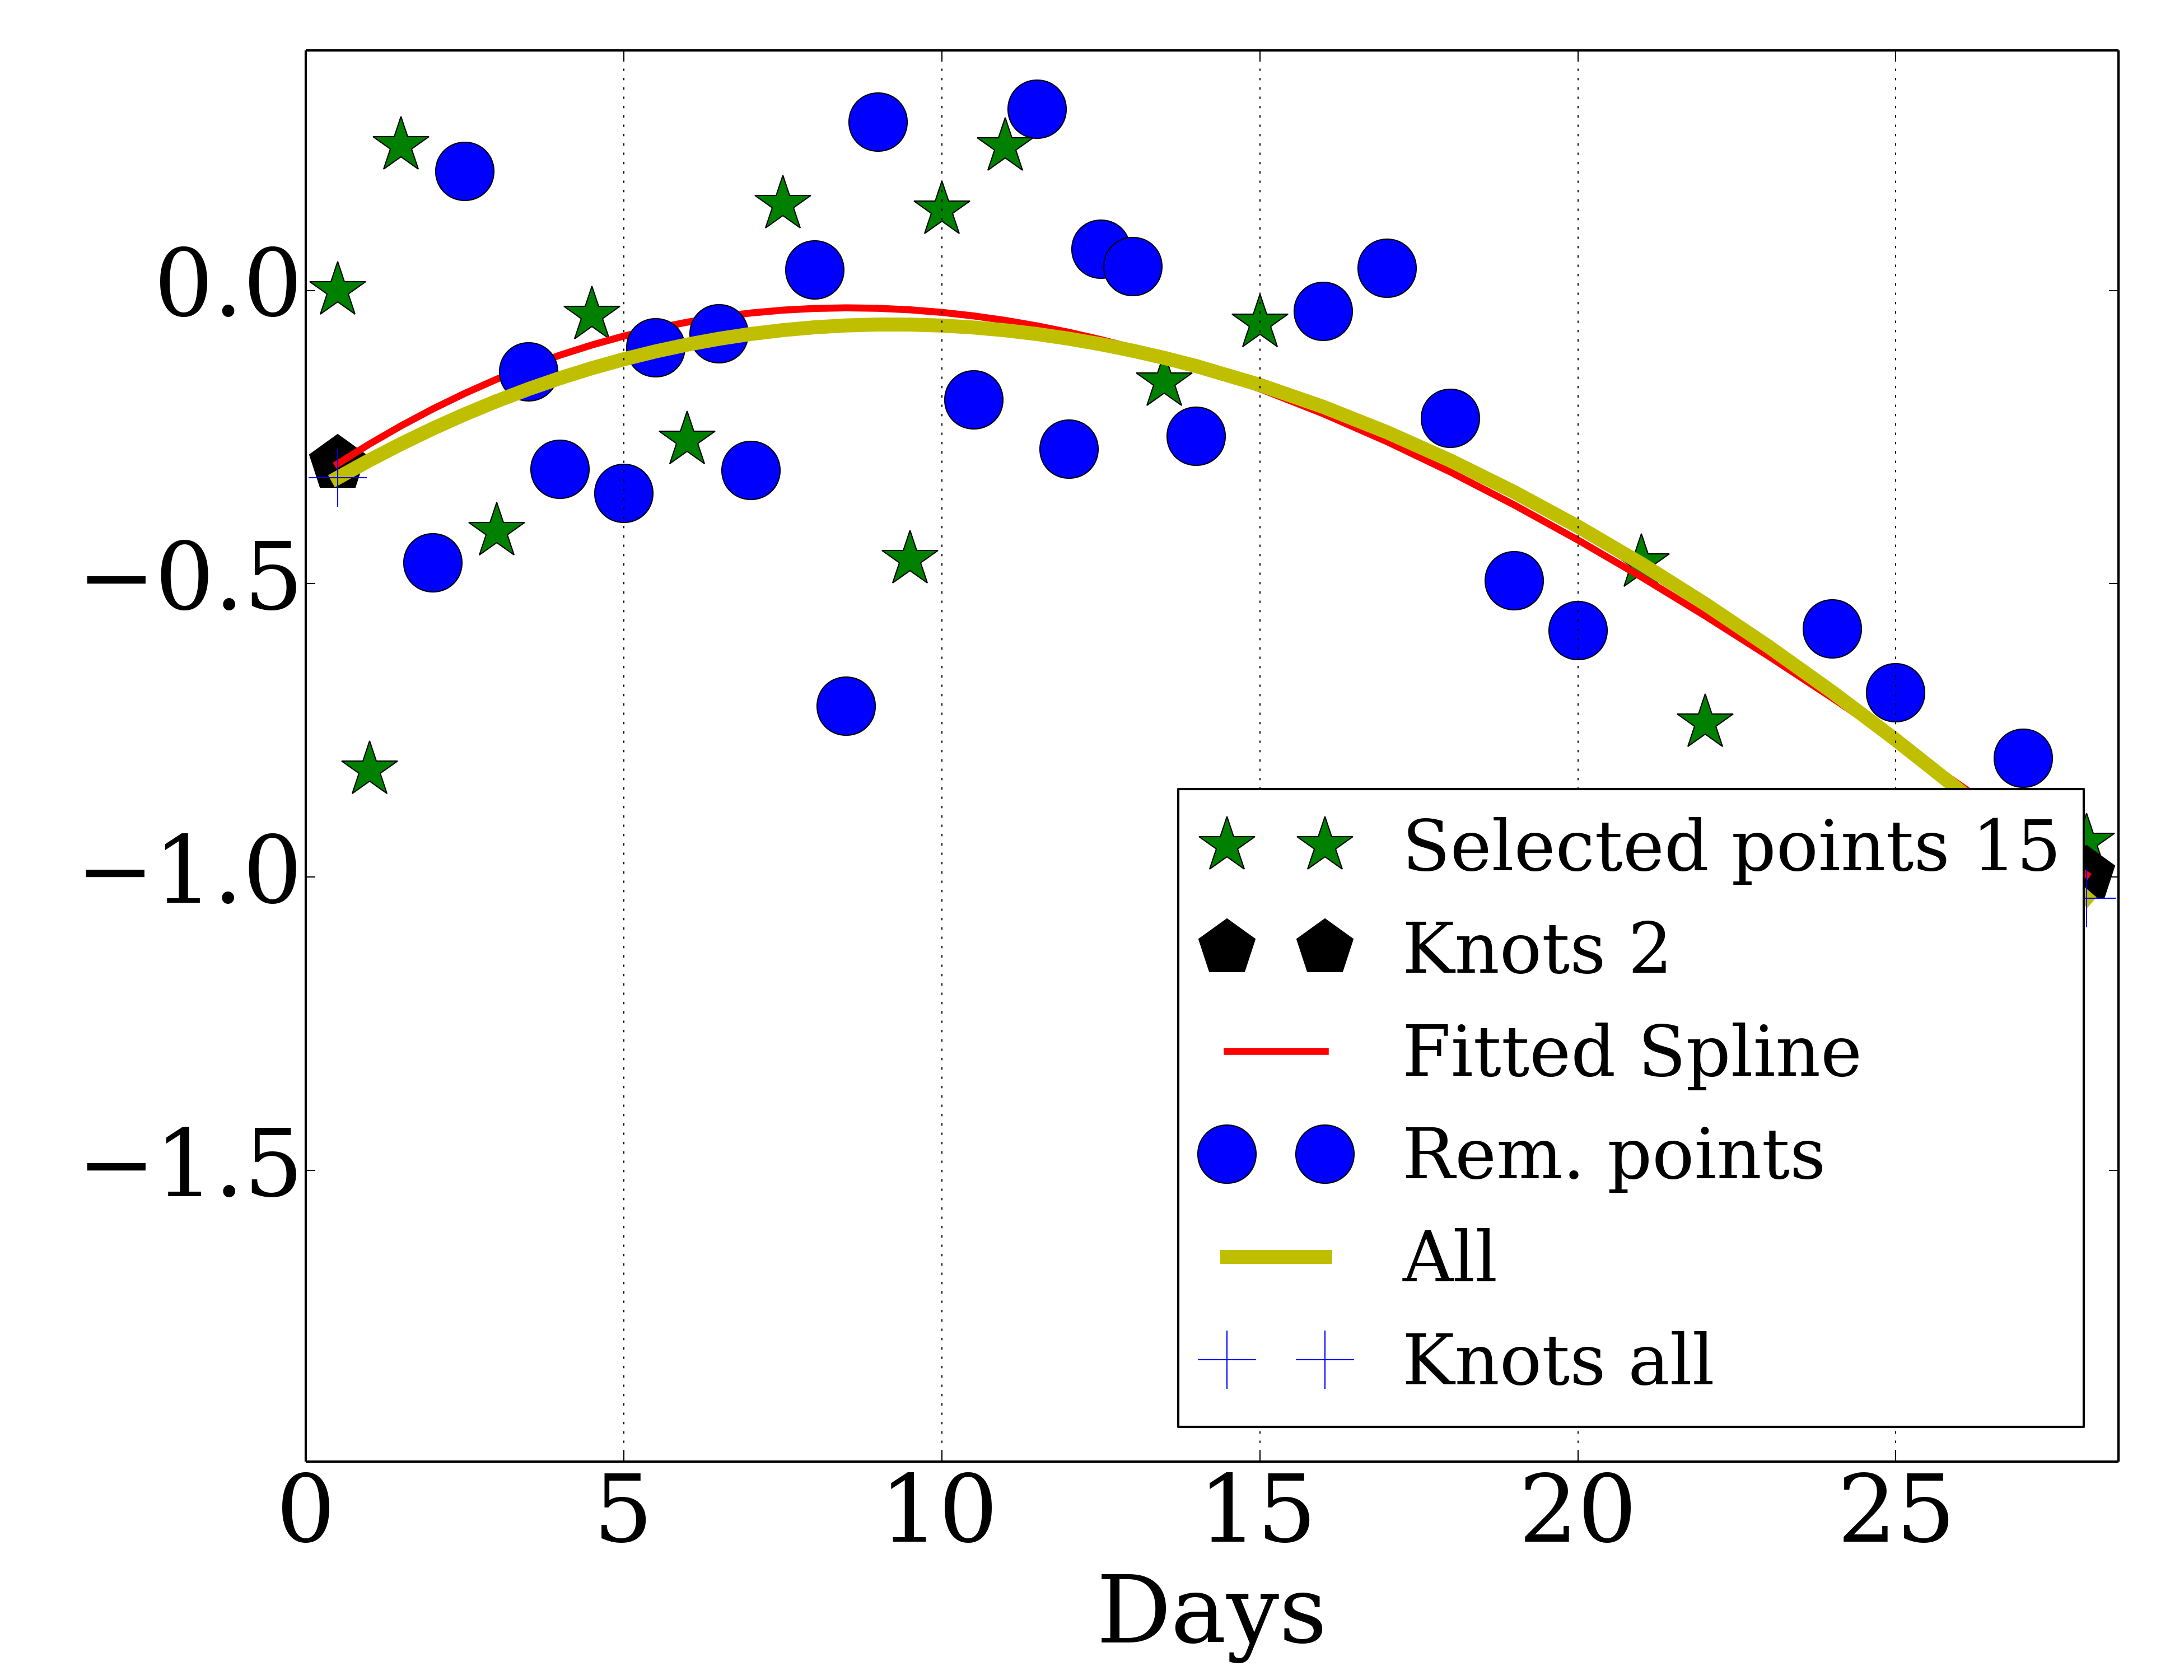 0.0
−0.5
−1.0
−1.5
0 5 10 15 20 25
Days
Selected points 15
Knots 2
Fitted Spline
Rem. points
All
Knots all